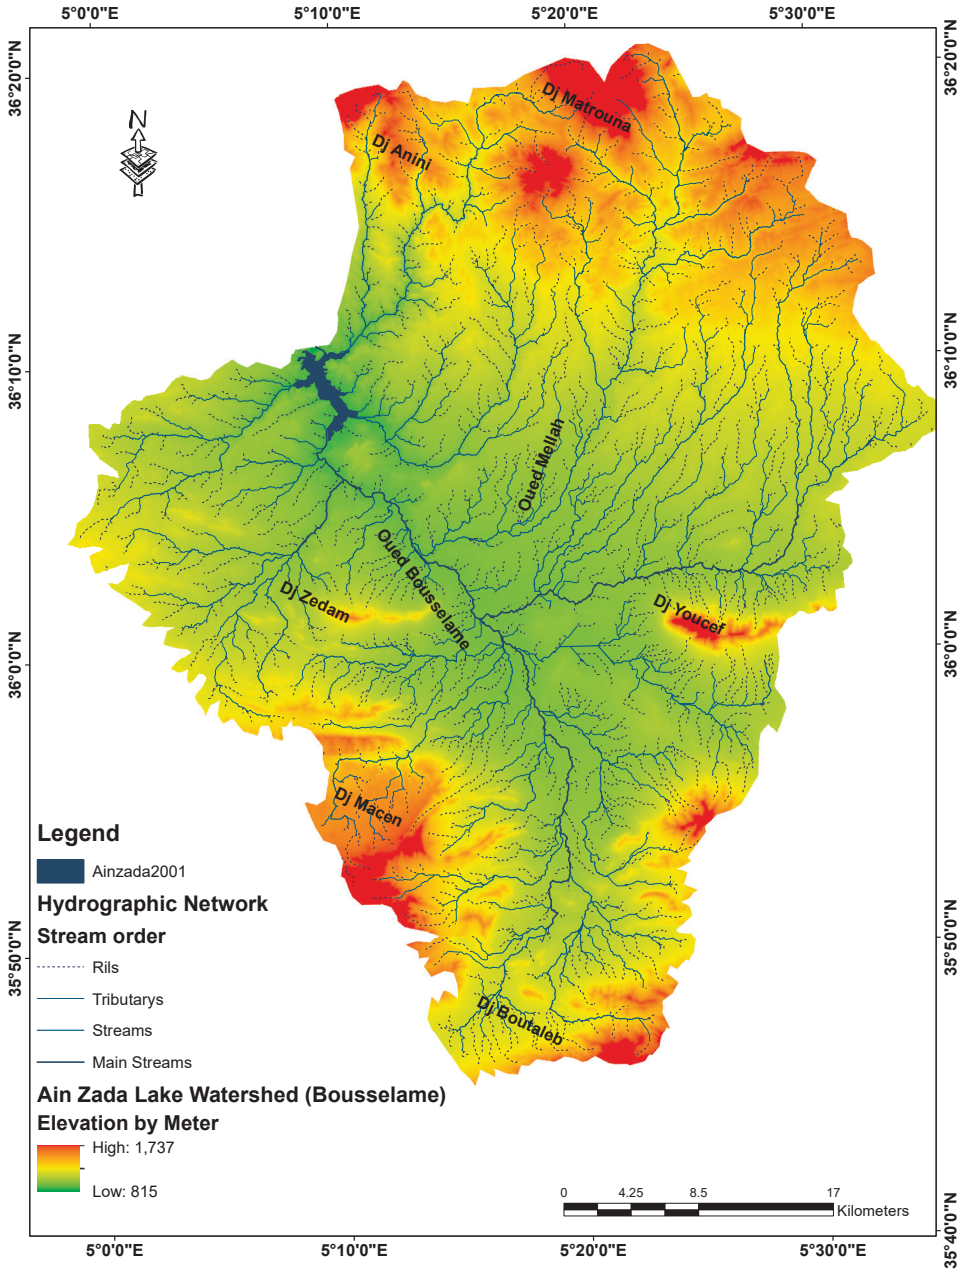 5°0'0"E 5°10'0"E 5°20'0"E 5°30'0"E
36°20'0"N
36°20'0"N
N
Dj Matrouna
Dj Anini
36°10'0"N
36°10'0"N
Oued Mellah
Oued Bousselame
Dj Zedam
Dj Youcef
36°0'0"N
36°0'0"N
Dj Macen
Legend
Ainzada2001
Hydrographic Network
Stream order
Rils
Tributarys
Streams
Main Streams
35°50'0"N
35°50'0"N
Dj Boutaleb
Ain Zada Lake Watershed (Bousselame)
Elevation by Meter
High: 1,737
Low: 815
0 4.25 8.5 17
Kilometers
35°40'0"N
5°0'0"E 5°10'0"E 5°20'0"E 5°30'0"E